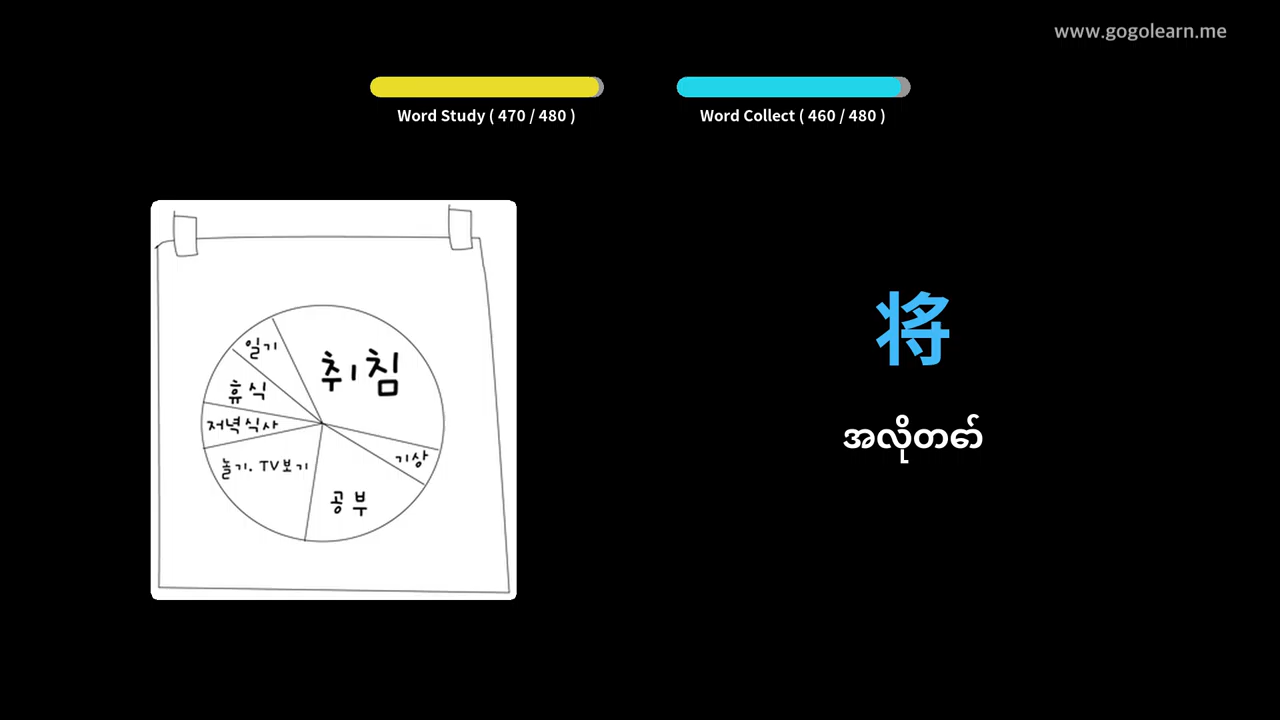 www.gogolearn.me
Word Study ( 470 / 480 )
Word Collect ( 460 / 480 )
일기
취침
휴식
저녁식사
놀기. TV보기
기상
공부
将
အလိုတော်